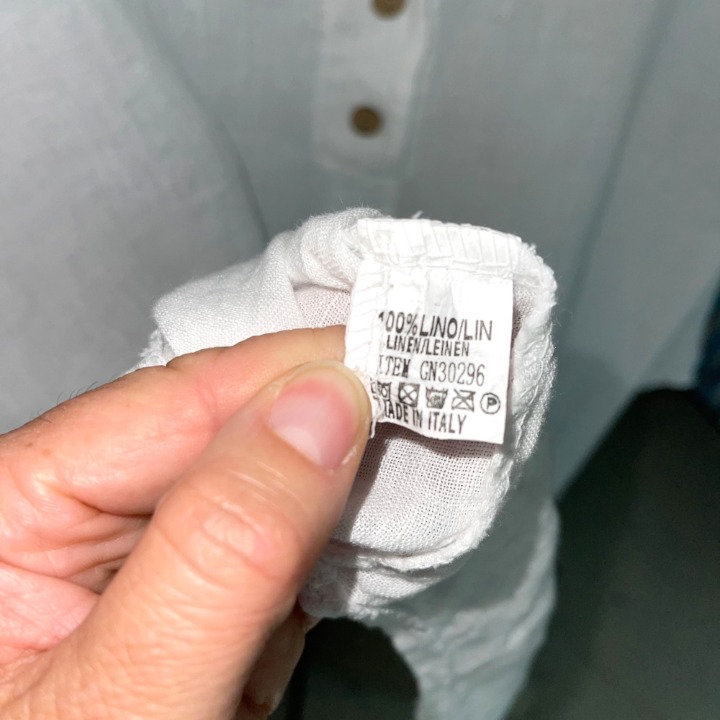 100% LINO/LIN
LINEN/LEINEN
ITEM GN30296
P
MADE IN ITALY